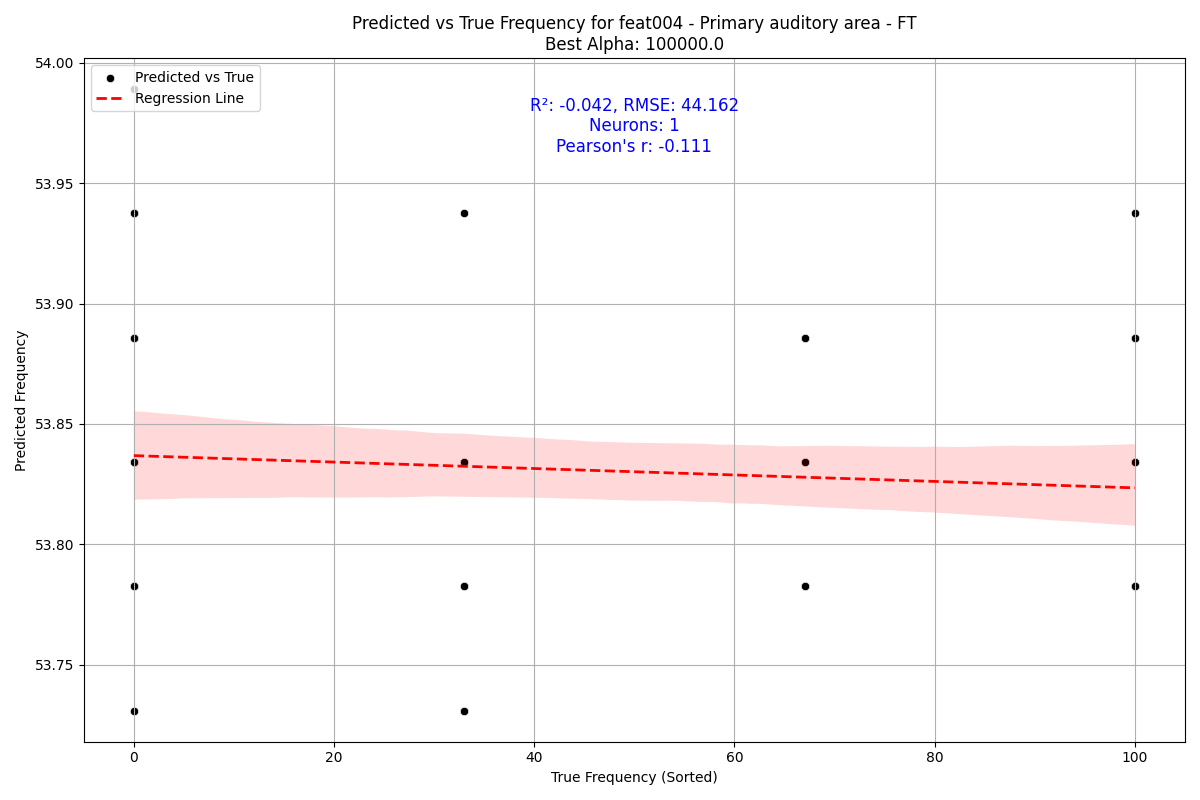 Predicted vs True Frequency for feat004 - Primary auditory area - FT
Best Alpha: 100000.0
Predicted vs True
Regression Line
R²: -0.042, RMSE: 44.162
Neurons: 1
Pearson's r: -0.111
Predicted Frequency
54.00
53.95
53.90
53.85
53.80
53.75
0
20
40
60
80
100
True Frequency (Sorted)